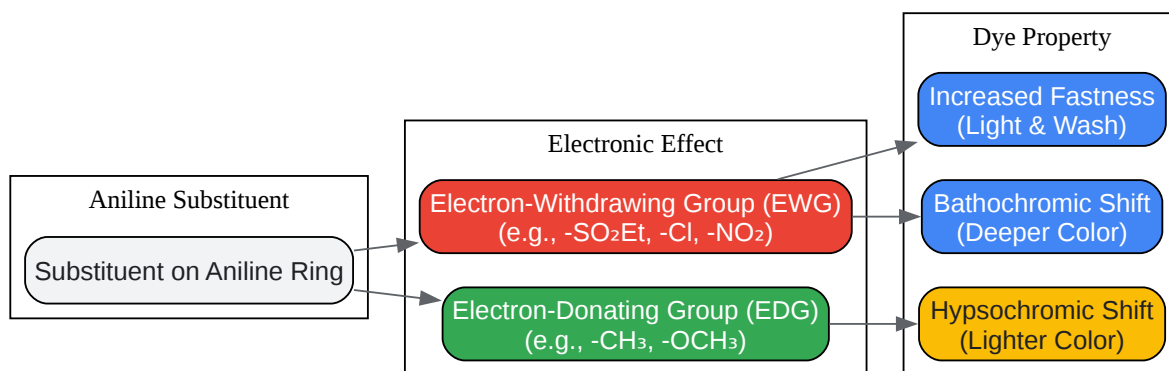 Aniline Substituent
Substituent on Aniline Ring
Electronic Effect
Electron-Withdrawing Group (EWG)
(e.g., -SO₂Et, -Cl, -NO₂)
Electron-Donating Group (EDG)
(e.g., -CH₃, -OCH₃)
Dye Property
Increased Fastness
(Light & Wash)
Bathochromic Shift
(Deeper Color)
Hypsochromic Shift
(Lighter Color)